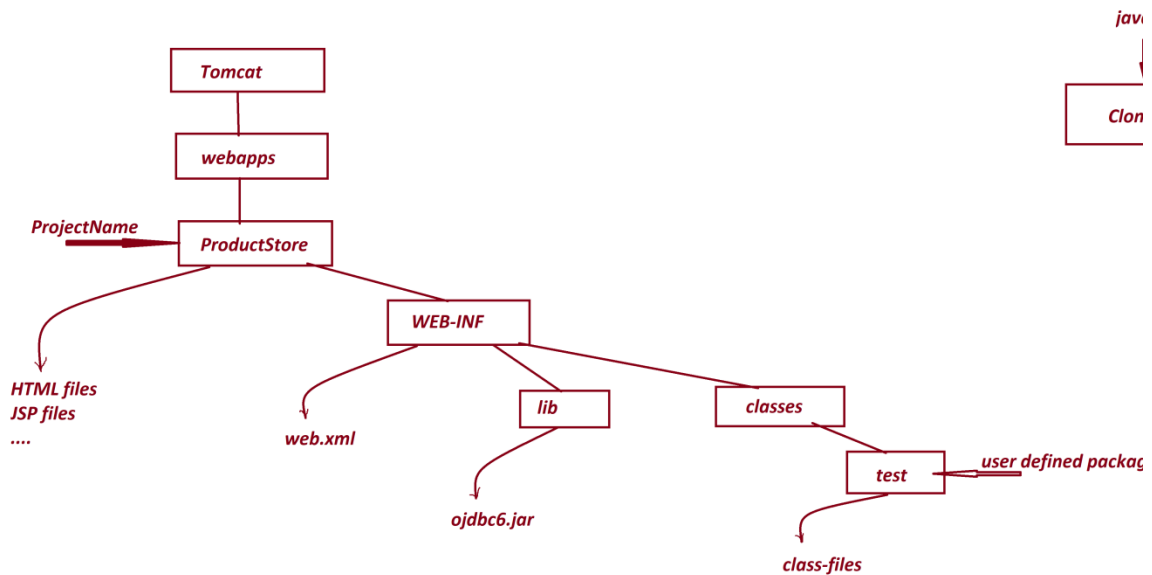 Tomcat
webapps
ProjectName
ProductStore
WEB-INF
HTML files
JSP files
....
web.xml
lib
classes
ojdbc6.jar
test
user defined packag
class-files